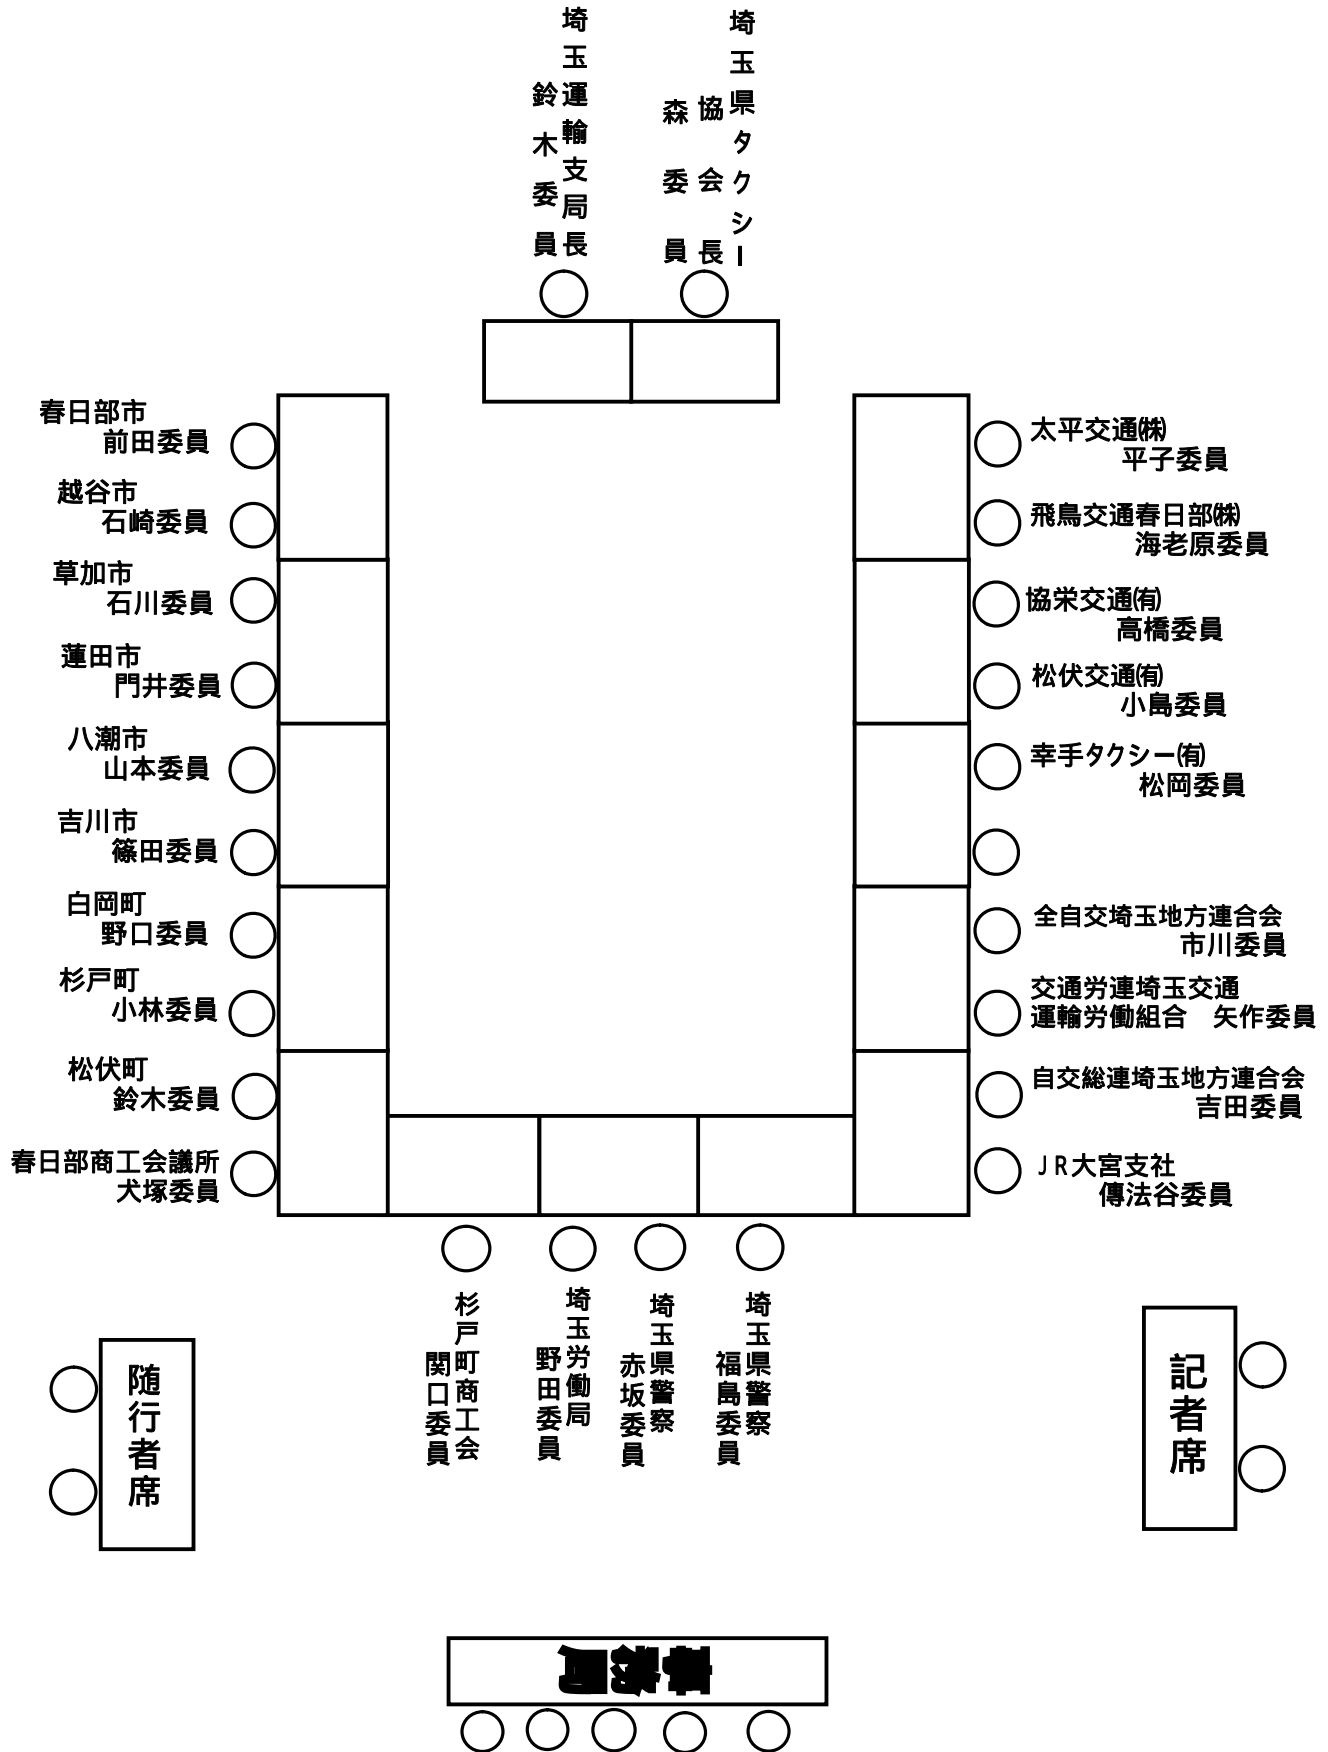 埼玉県タクシー
協会長
森委員
埼玉運輸支局長
鈴木委員
春日部市
前田委員
越谷市
石崎委員
草加市
石川委員
蓮田市
門井委員
八潮市
山本委員
吉川市
篠田委員
白岡町
野口委員
杉戸町
小林委員
松伏町
鈴木委員
春日部商工会議所
犬塚委員
太平交通㈱
平子委員
飛鳥交通春日部㈱
海老原委員
協栄交通㈲
高橋委員
松伏交通㈲
小島委員
幸手タクシー㈲
松岡委員
全自交埼玉地方連合会
市川委員
交通労連埼玉交通
運輸労働組合　矢作委員
自交総連埼玉地方連合会
吉田委員
ＪＲ大宮支社
傳法谷委員
埼玉県警察
福島委員
埼玉県警察
赤坂委員
埼玉労働局
野田委員
杉戸町商工会
関口委員
随行者席
記者席
事務局